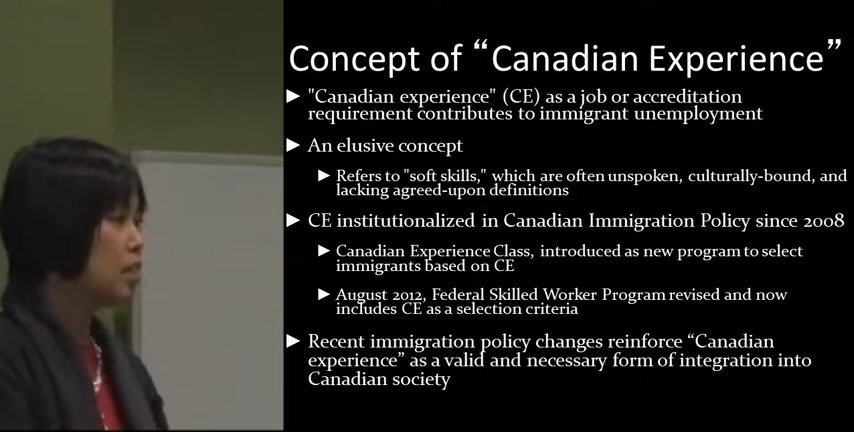 Concept of “Canadian Experience”
► "Canadian experience" (CE) as a job or accreditation
requirement contributes to immigrant unemployment
► An elusive concept
► Refers to "soft skills," which are often unspoken, culturally-bound, and
lacking agreed-upon definitions
► CE institutionalized in Canadian Immigration Policy since 2008
► Canadian Experience Class, introduced as new program to select
immigrants based on CE
► August 2012, Federal Skilled Worker Program revised and now
includes CE as a selection criteria
► Recent immigration policy changes reinforce “Canadian
experience” as a valid and necessary form of integration into
Canadian society